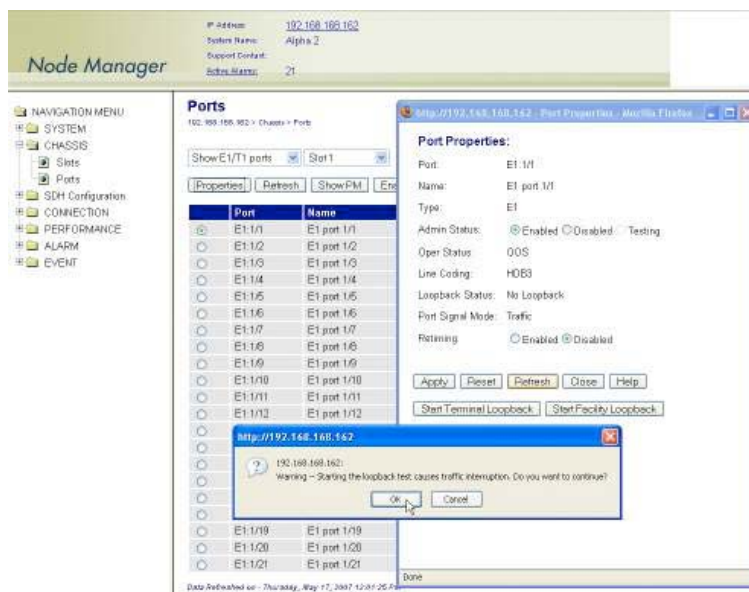 Node Manager
IP Address: 192.168.168.162
System Name: Alpha 2
Support Contact:
Active Alarms: 21
NAVIGATION MENU
SYSTEM
CHASSIS
Slots
Ports
SDH Configuration
CONNECTION
PERFORMANCE
ALARM
EVENT
Ports
192.168.168.162 > Chassis > Ports
Show E1/T1 ports Slot 1
Properties Refresh Show PM
Port Name
E1:1/1 E1 port 1/1
E1:1/2 E1 port 1/2
E1:1/3 E1 port 1/3
E1:1/4 E1 port 1/4
E1:1/5 E1 port 1/5
E1:1/6 E1 port 1/6
E1:1/7 E1 port 1/7
E1:1/8 E1 port 1/8
E1:1/9 E1 port 1/9
E1:1/10 E1 port 1/10
E1:1/11 E1 port 1/11
E1:1/12 E1 port 1/12
E1:1/19 E1 port 1/19
E1:1/20 E1 port 1/20
E1:1/21 E1 port 1/21
Data Refreshed on - Thursday, May 17, 2007 12:01:25
http://192.168.168.162 - Port Properties - Mozilla Firefox
Port Properties:
Port: E1:1/1
Name: E1 port 1/1
Type: E1
Admin Status: Enabled Disabled Testing
Oper Status: OOS
Line Coding: HDB3
Loopback Status: No Loopback
Port Signal Mode: Traffic
Retiming: Enabled Disabled
Apply Reset Refresh Close Help
Start Terminal Loopback Start Facility Loopback
http://192.168.168.162
192.168.168.162:
Warning -- Starting the loopback test causes traffic interruption. Do you want to continue?
OK Cancel
Done